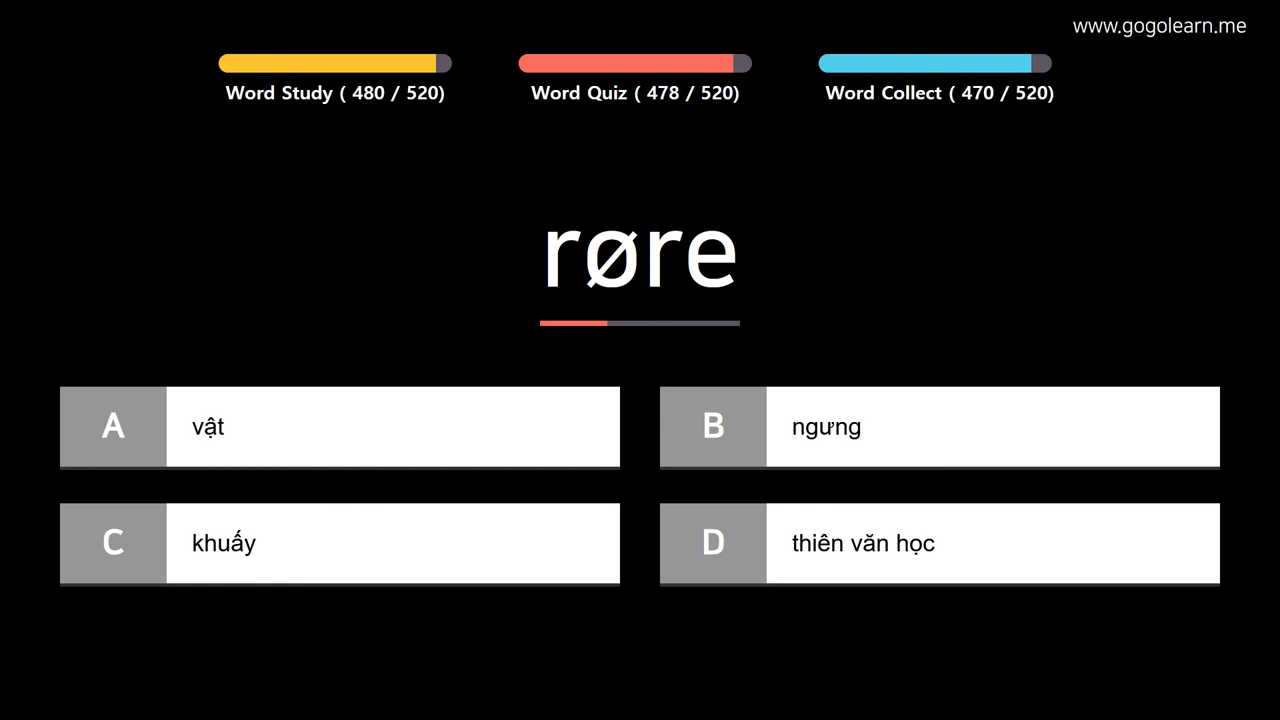 www.gogolearn.me
Word Study ( 480 / 520)
Word Quiz ( 478 / 520)
Word Collect ( 470 / 520)
røre
A vật
B ngưng
C khuấy
D thiên văn học